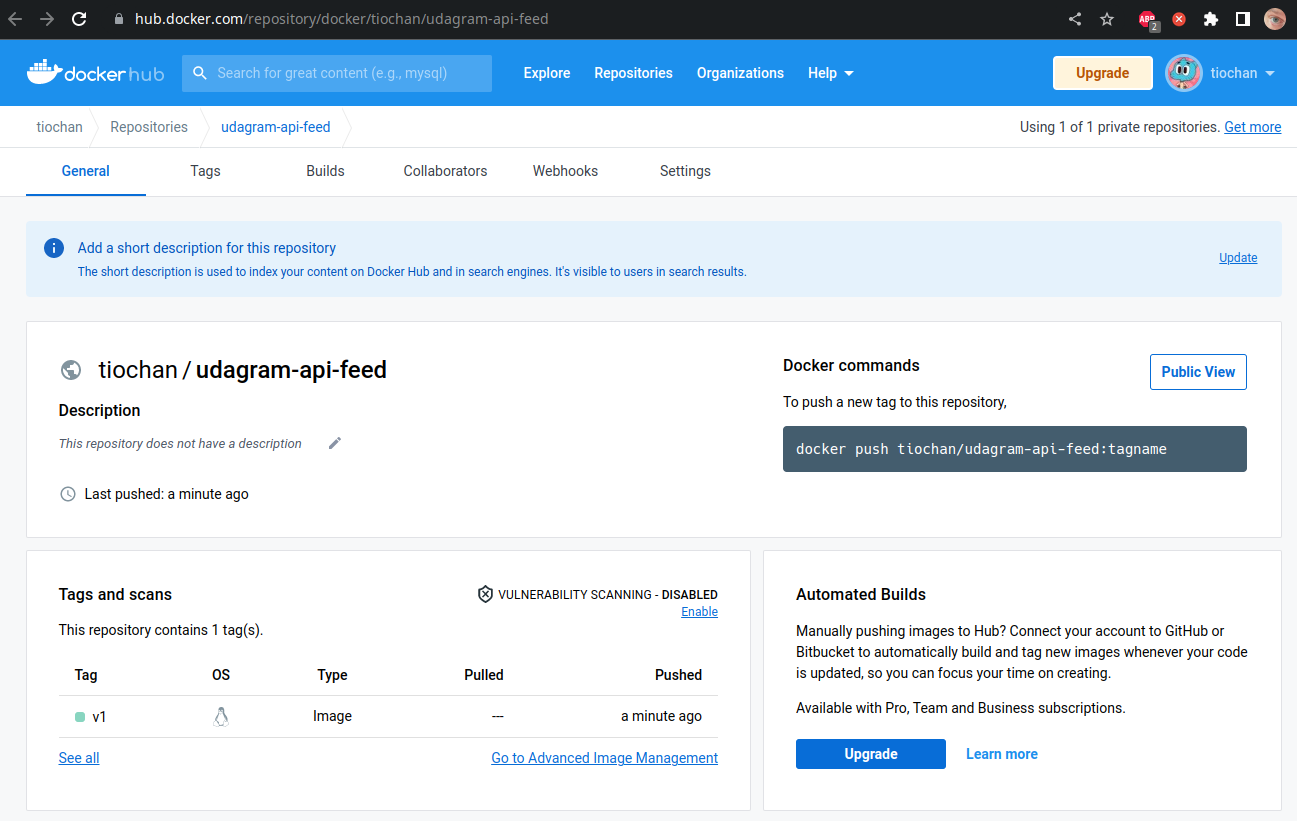 hub.docker.com/repository/docker/tiochan/udagram-api-feed
ABP
2
dockerhub
Search for great content (e.g., mysql)
Explore
Repositories
Organizations
Help
Upgrade
tiochan
tiochan
Repositories
udagram-api-feed
Using 1 of 1 private repositories. Get more
General
Tags
Builds
Collaborators
Webhooks
Settings
Add a short description for this repository
The short description is used to index your content on Docker Hub and in search engines. It's visible to users in search results.
Update
tiochan / udagram-api-feed
Description
This repository does not have a description
Last pushed: a minute ago
Docker commands
Public View
To push a new tag to this repository,
docker push tiochan/udagram-api-feed:tagname
Tags and scans
VULNERABILITY SCANNING - DISABLED
Enable
This repository contains 1 tag(s).
Tag OS Type Pulled Pushed
v1 Image --- a minute ago
See all
Go to Advanced Image Management
Automated Builds
Manually pushing images to Hub? Connect your account to GitHub or
Bitbucket to automatically build and tag new images whenever your code
is updated, so you can focus your time on creating.
Available with Pro, Team and Business subscriptions.
Upgrade
Learn more